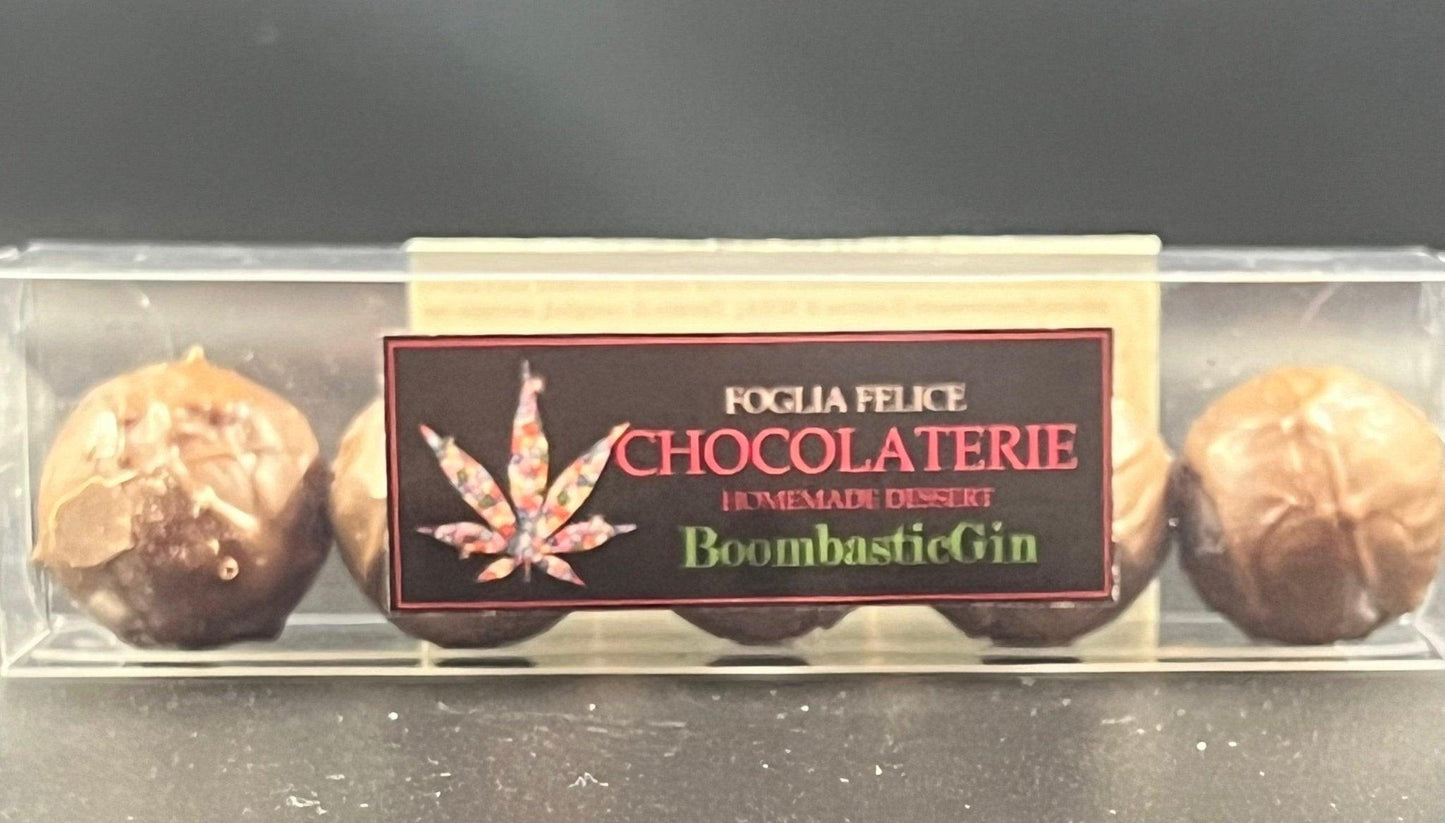 FOGLIA FELICE
CHOCOLATERIE
HOMEMADE DESSERT
BoombasticGin